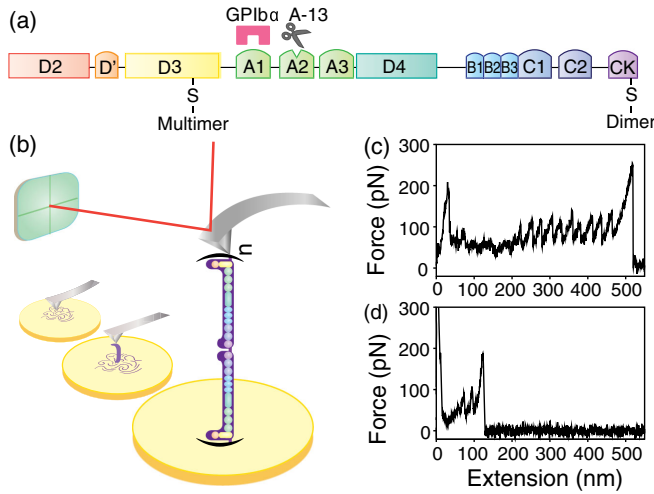 (a)
GPIbα A-13
D2 D' D3 A1 A2 A3 D4 B1 B2 B3 C1 C2 CK
S S
Multimer Dimer
(b)
n
(c)
Force (pN)
300
200
100
0
0 100 200 300 400 500
(d)
Force (pN)
300
200
100
0
0 100 200 300 400 500
Extension (nm)